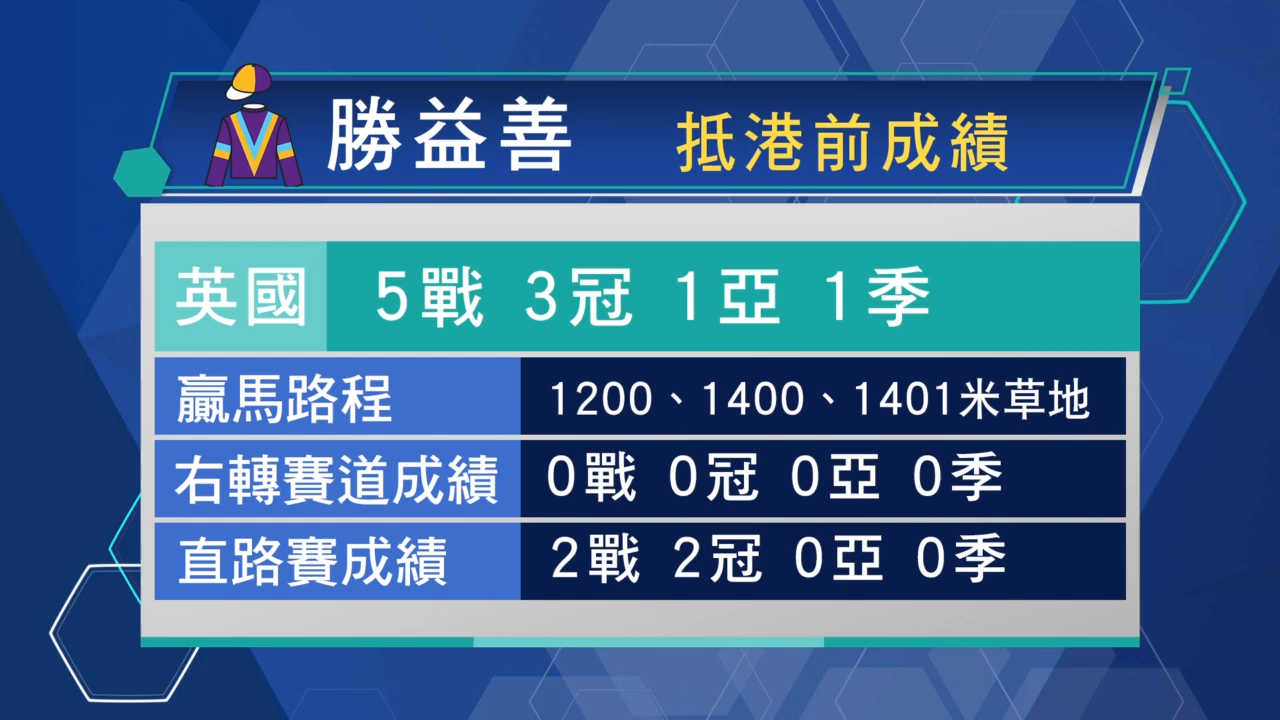 勝益善 抵港前成績
英國 5戰 3冠 1亞 1季
贏馬路程 1200、1400、1401米草地
右轉賽道成績 0戰 0冠 0亞 0季
直路賽成績 2戰 2冠 0亞 0季